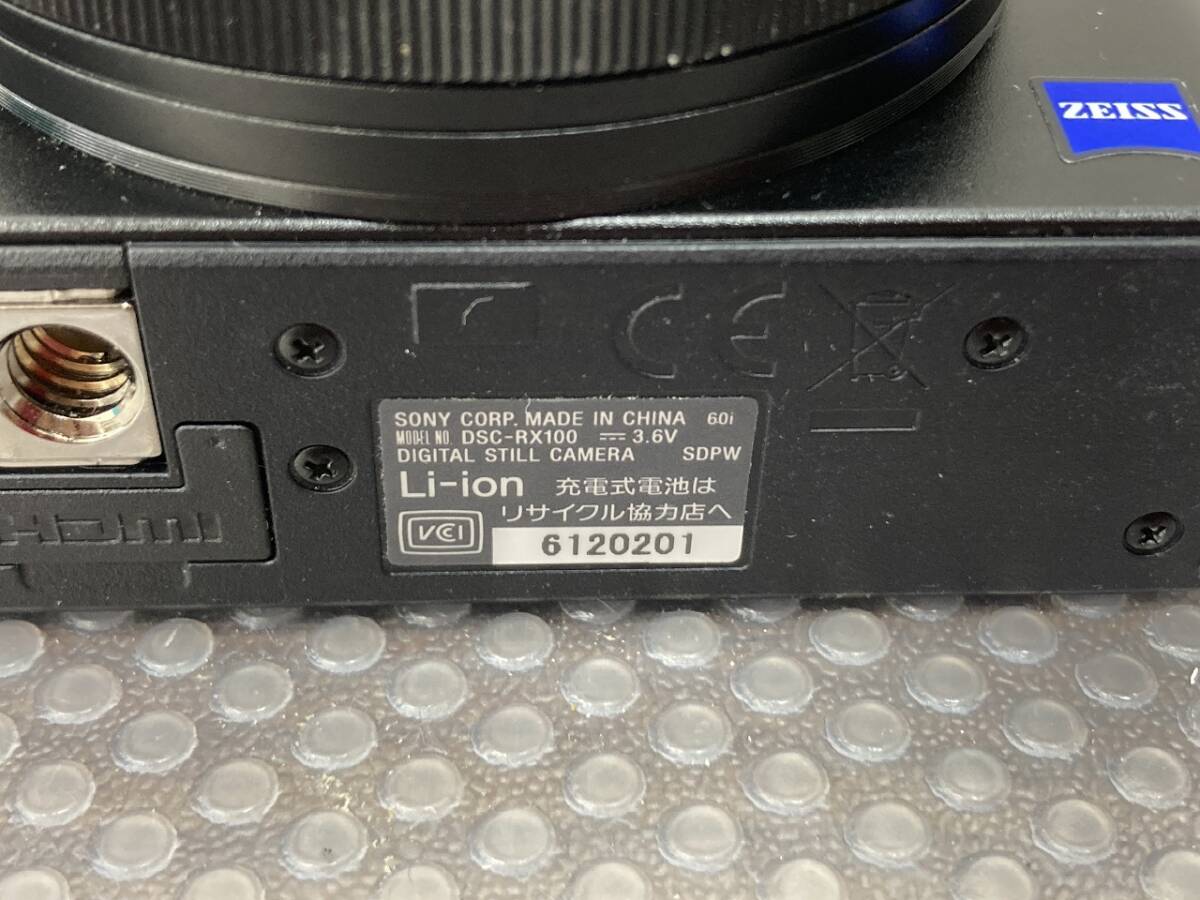 ZEISS
CE
SONY CORP. MADE IN CHINA 60i
MODEL NO. DSC-RX100 ⎓ 3.6V
DIGITAL STILL CAMERA SDPW
Li-ion 充電式電池は
リサイクル協力店へ
VCI
6120201
HDMI